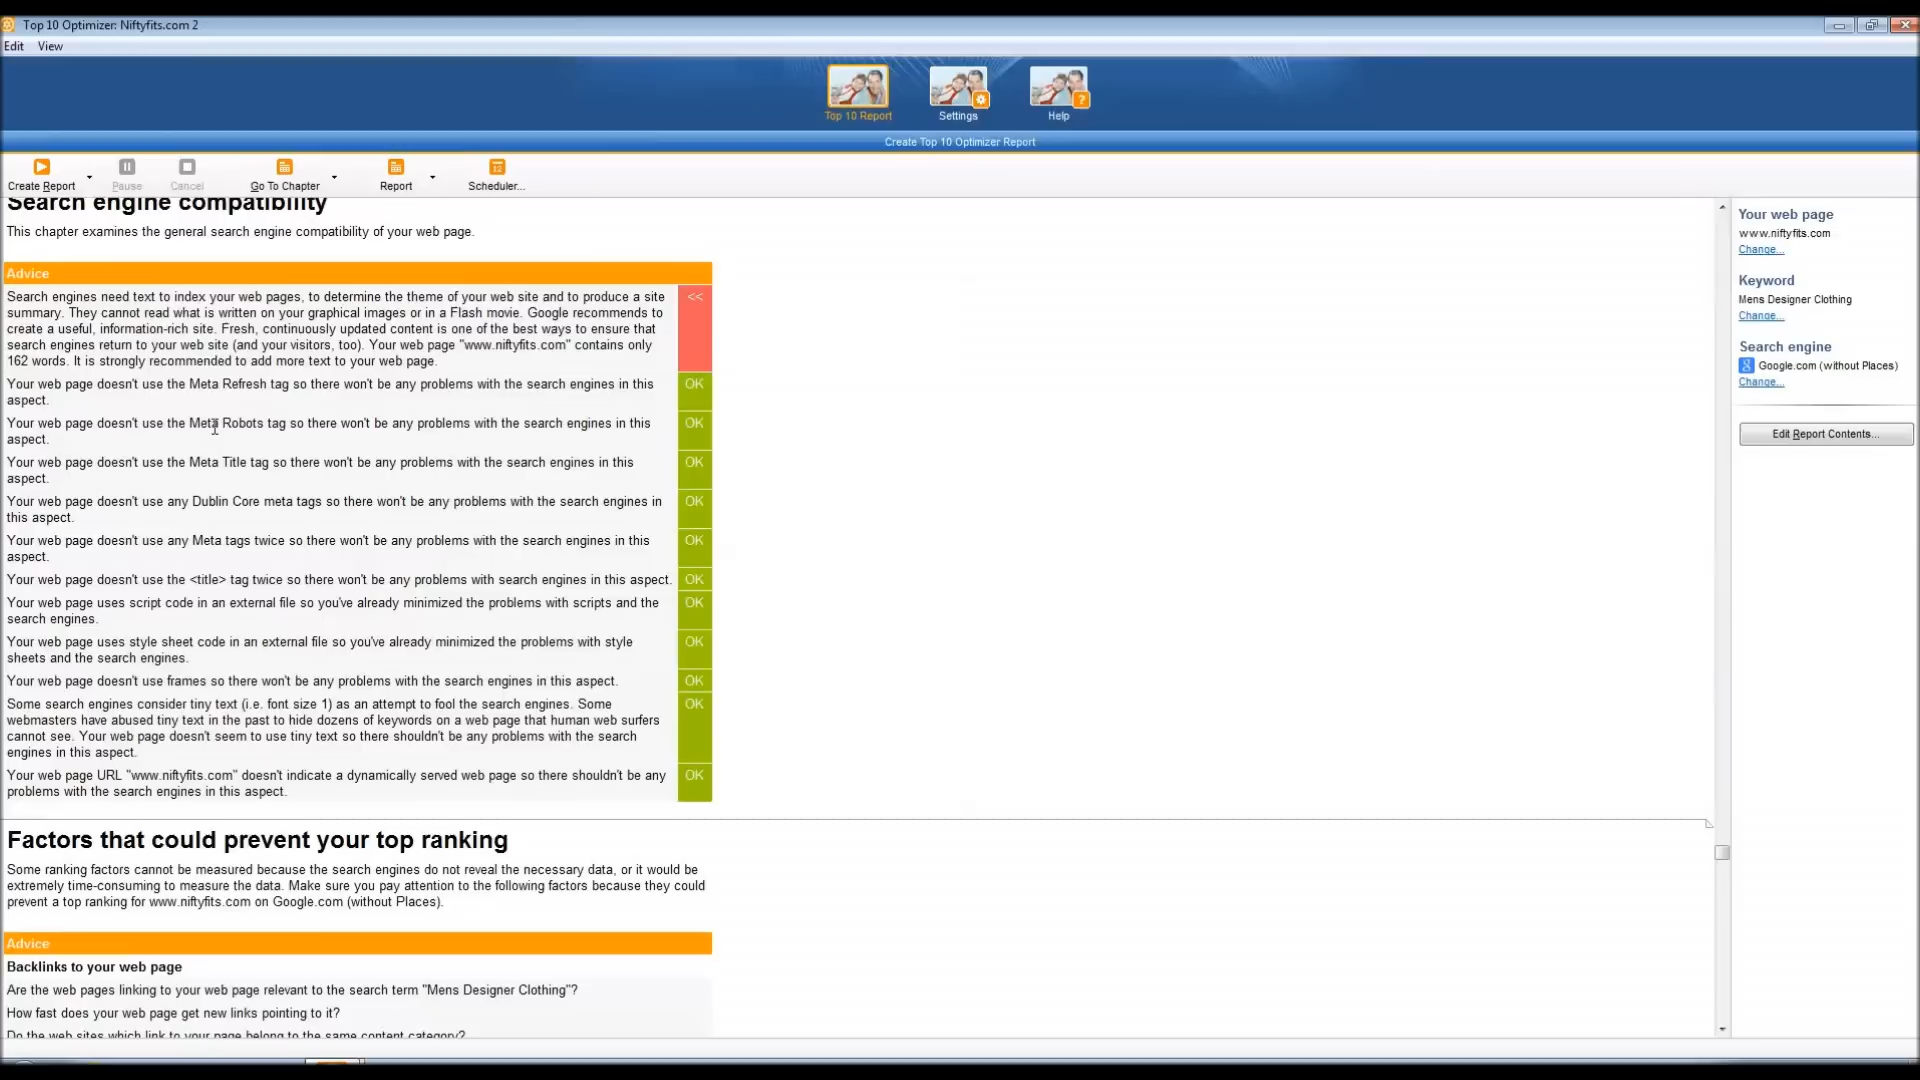 Top 10 Optimizer: Niftyfits.com 2
Edit View
Top 10 Report
Settings
?
Help
Create Top 10 Optimizer Report
Create Report
Pause
Cancel
Go To Chapter
Report
12
Scheduler...
Search engine compatibility
This chapter examines the general search engine compatibility of your web page.
Advice
Search engines need text to index your web pages, to determine the theme of your web site and to produce a site
<<
summary. They cannot read what is written on your graphical images or in a Flash movie. Google recommends to
create a useful, information-rich site. Fresh, continuously updated content is one of the best ways to ensure that
search engines return to your web site (and your visitors, too). Your web page "www.niftyfits.com" contains only
162 words. It is strongly recommended to add more text to your web page.
Your web page doesn't use the Meta Refresh tag so there won't be any problems with the search engines in this
OK
aspect.
Your web page doesn't use the Meta Robots tag so there won't be any problems with the search engines in this
OK
aspect.
Your web page doesn't use the Meta Title tag so there won't be any problems with the search engines in this
OK
aspect.
Your web page doesn't use any Dublin Core meta tags so there won't be any problems with the search engines in
OK
this aspect.
Your web page doesn't use any Meta tags twice so there won't be any problems with the search engines in this
OK
aspect.
Your web page doesn't use the <title> tag twice so there won't be any problems with search engines in this aspect.
OK
Your web page uses script code in an external file so you've already minimized the problems with scripts and the
OK
search engines.
Your web page uses style sheet code in an external file so you've already minimized the problems with style
OK
sheets and the search engines.
Your web page doesn't use frames so there won't be any problems with the search engines in this aspect.
OK
Some search engines consider tiny text (i.e. font size 1) as an attempt to fool the search engines. Some
OK
webmasters have abused tiny text in the past to hide dozens of keywords on a web page that human web surfers
cannot see. Your web page doesn't seem to use tiny text so there shouldn't be any problems with the search
engines in this aspect.
Your web page URL "www.niftyfits.com" doesn't indicate a dynamically served web page so there shouldn't be any
OK
problems with the search engines in this aspect.
Factors that could prevent your top ranking
Some ranking factors cannot be measured because the search engines do not reveal the necessary data, or it would be
extremely time-consuming to measure the data. Make sure you pay attention to the following factors because they could
prevent a top ranking for www.niftyfits.com on Google.com (without Places).
Advice
Backlinks to your web page
Are the web pages linking to your web page relevant to the search term "Mens Designer Clothing"?
How fast does your web page get new links pointing to it?
Do the web sites which link to your page belong to the same content category?
Your web page
www.niftyfits.com
Change...
Keyword
Mens Designer Clothing
Change...
Search engine
8 Google.com (without Places)
Change...
Edit Report Contents...